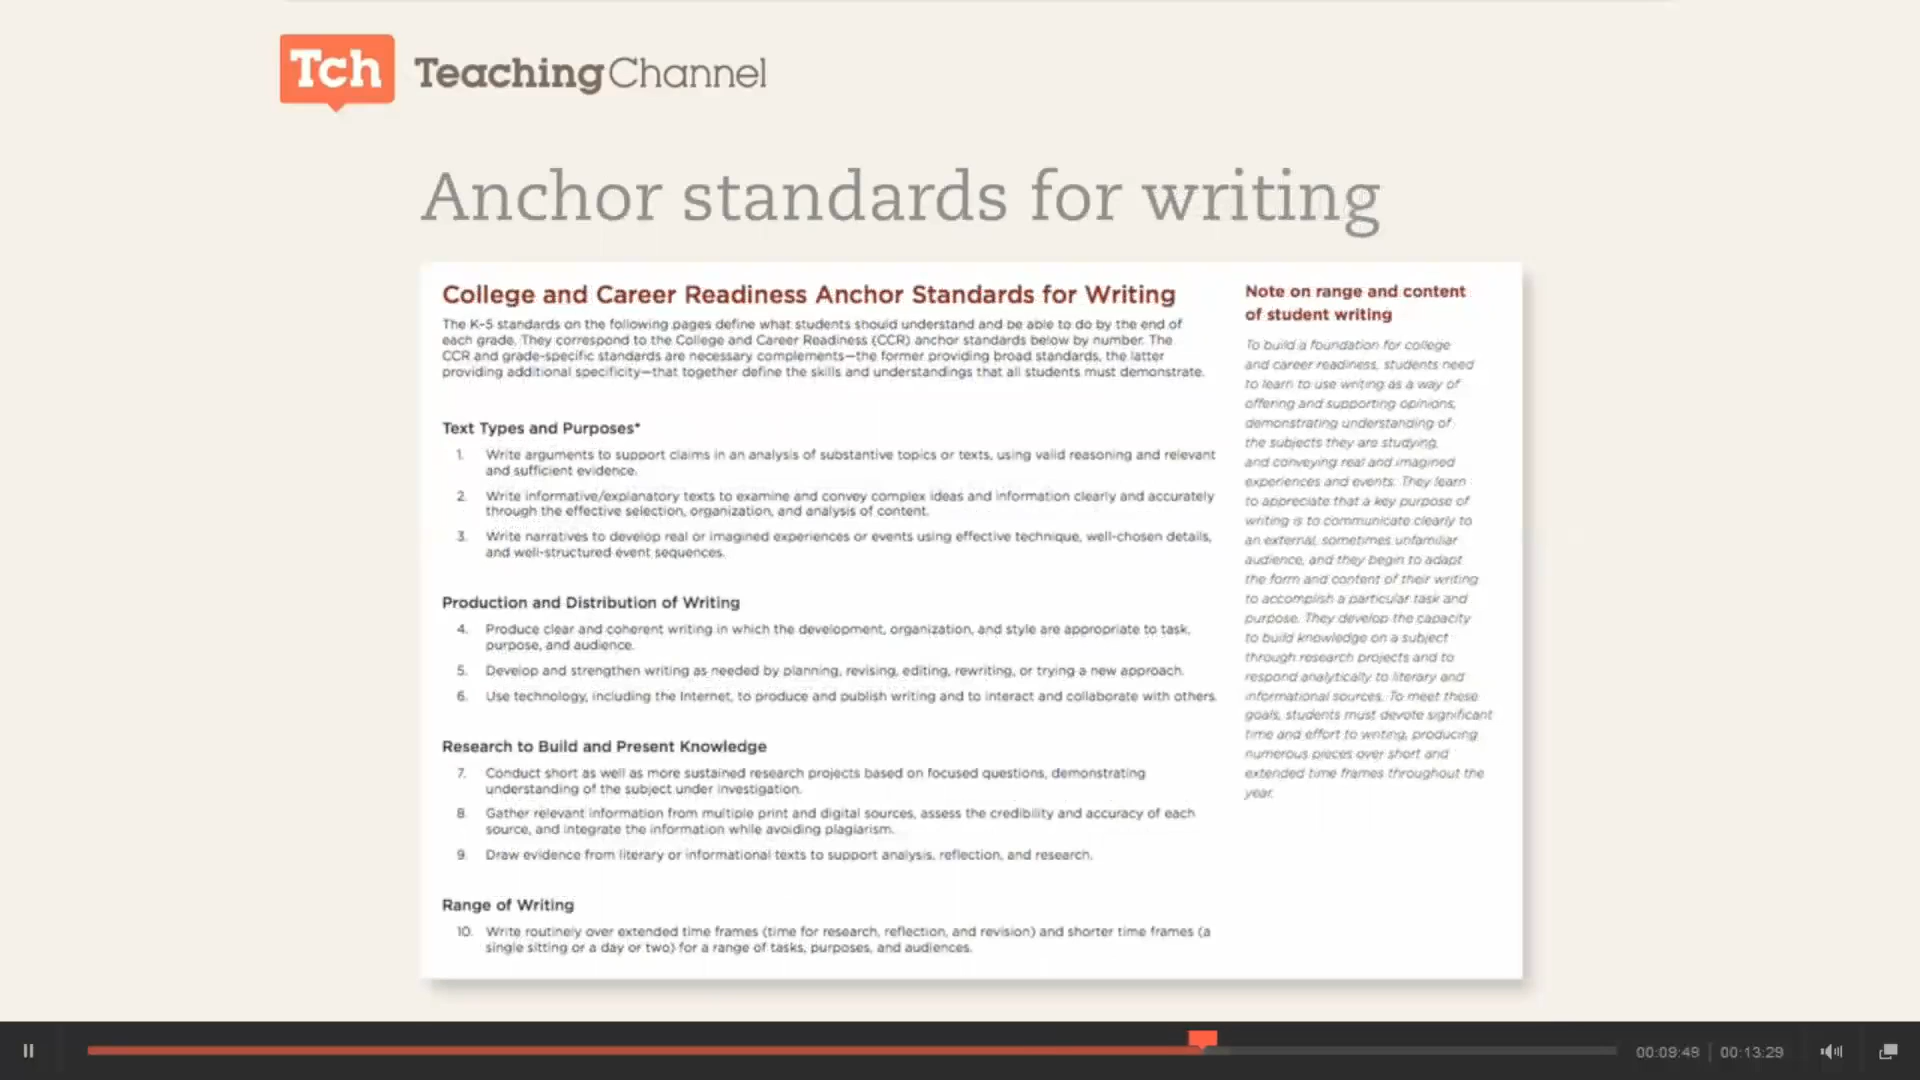 Tch TeachingChannel
Anchor standards for writing
College and Career Readiness Anchor Standards for Writing
The K–5 standards on the following pages define what students should understand and be able to do by the end of
each grade. They correspond to the College and Career Readiness (CCR) anchor standards below by number. The
CCR and grade-specific standards are necessary complements—the former providing broad standards, the latter
providing additional specificity—that together define the skills and understandings that all students must demonstrate.
Text Types and Purposes*
1. Write arguments to support claims in an analysis of substantive topics or texts, using valid reasoning and relevant
and sufficient evidence.
2. Write informative/explanatory texts to examine and convey complex ideas and information clearly and accurately
through the effective selection, organization, and analysis of content.
3. Write narratives to develop real or imagined experiences or events using effective technique, well-chosen details,
and well-structured event sequences.
Production and Distribution of Writing
4. Produce clear and coherent writing in which the development, organization, and style are appropriate to task,
purpose, and audience.
5. Develop and strengthen writing as needed by planning, revising, editing, rewriting, or trying a new approach.
6. Use technology, including the Internet, to produce and publish writing and to interact and collaborate with others.
Research to Build and Present Knowledge
7. Conduct short as well as more sustained research projects based on focused questions, demonstrating
understanding of the subject under investigation.
8. Gather relevant information from multiple print and digital sources, assess the credibility and accuracy of each
source, and integrate the information while avoiding plagiarism.
9. Draw evidence from literary or informational texts to support analysis, reflection, and research.
Range of Writing
10. Write routinely over extended time frames (time for research, reflection, and revision) and shorter time frames (a
single sitting or a day or two) for a range of tasks, purposes, and audiences.
Note on range and content
of student writing
To build a foundation for college
and career readiness, students need
to learn to use writing as a way of
offering and supporting opinions,
demonstrating understanding of
the subjects they are studying,
and conveying real and imagined
experiences and events. They learn
to appreciate that a key purpose of
writing is to communicate clearly to
an external, sometimes unfamiliar
audience, and they begin to adapt
the form and content of their writing
to accomplish a particular task and
purpose. They develop the capacity
to build knowledge on a subject
through research projects and to
respond analytically to literary and
informational sources. To meet these
goals, students must devote significant
time and effort to writing, producing
numerous pieces over short and
extended time frames throughout the
year.
00:09:49 | 00:13:29